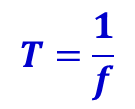 T = 1/f